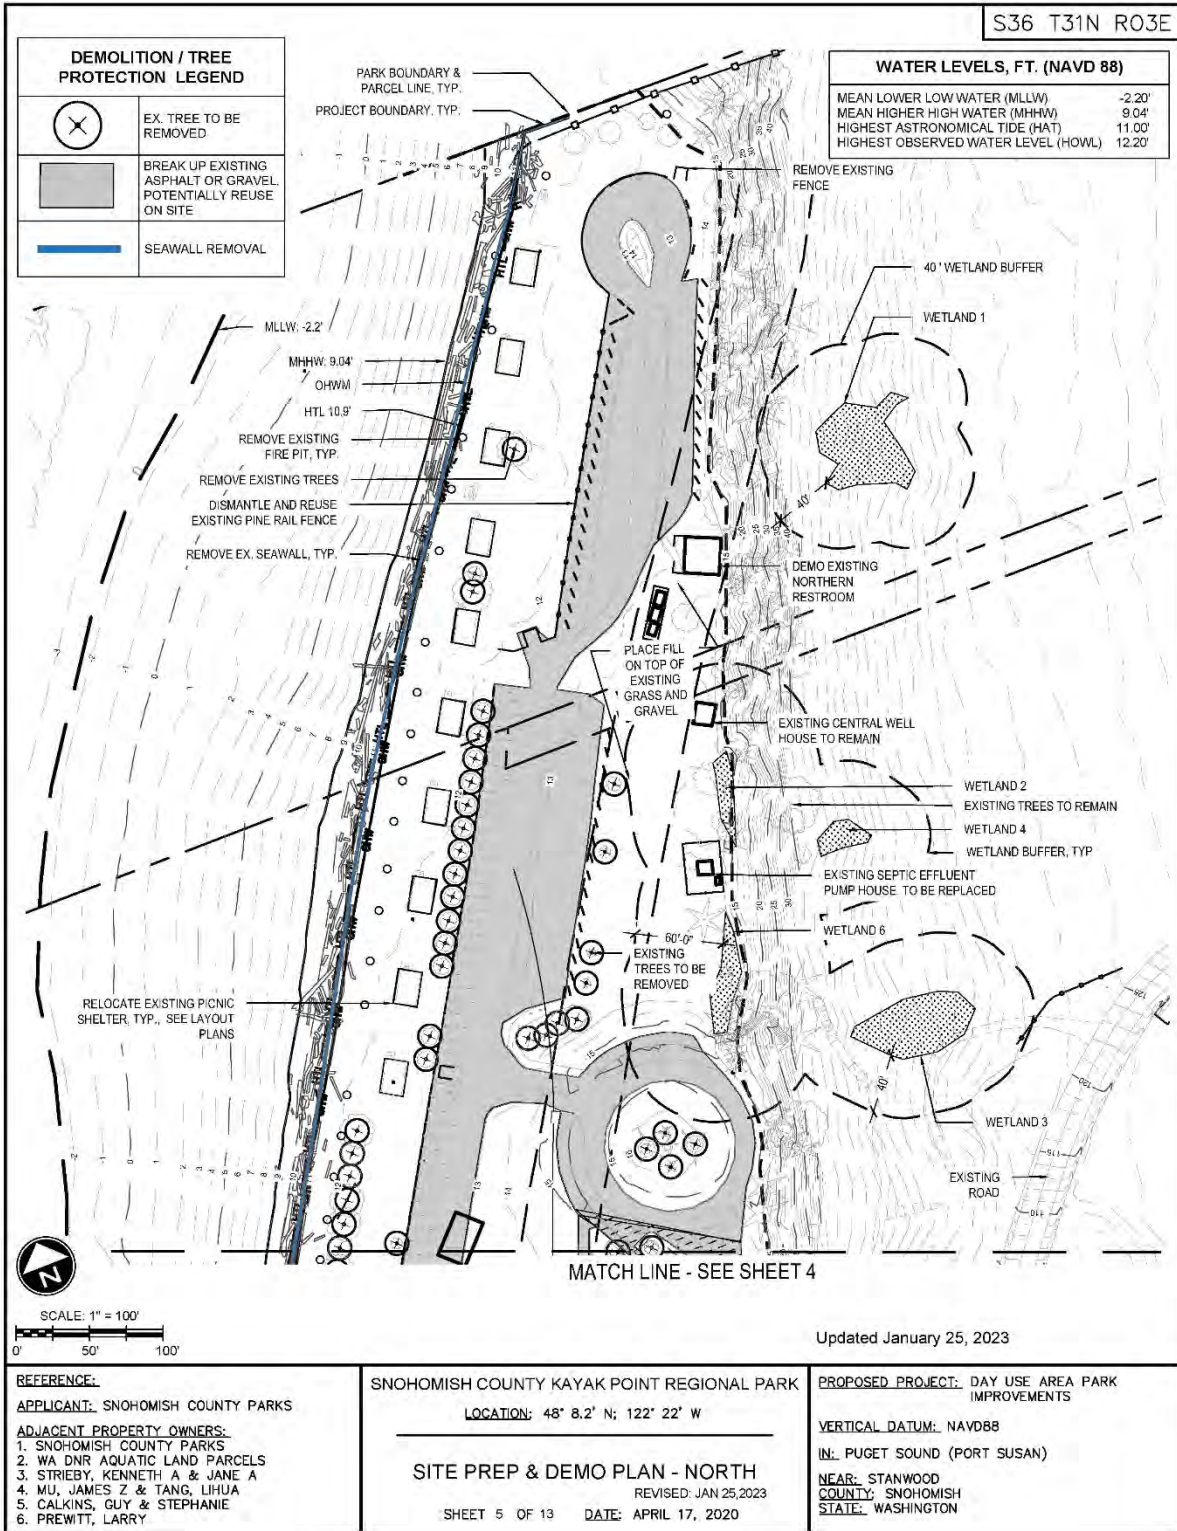 S36 T31N R03E
DEMOLITION / TREE
PROTECTION LEGEND
EX. TREE TO BE
REMOVED
BREAK UP EXISTING
ASPHALT OR GRAVEL.
POTENTIALLY REUSE
ON SITE
SEAWALL REMOVAL
WATER LEVELS, FT. (NAVD 88)
MEAN LOWER LOW WATER (MLLW) -2.20'
MEAN HIGHER HIGH WATER (MHHW) 9.04'
HIGHEST ASTRONOMICAL TIDE (HAT) 11.00'
HIGHEST OBSERVED WATER LEVEL (HOWL) 12.20'
PARK BOUNDARY &
PARCEL LINE, TYP.
PROJECT BOUNDARY, TYP.
REMOVE EXISTING
FENCE
40' WETLAND BUFFER
WETLAND 1
MLLW: -2.2'
MHHW: 9.04'
OHWM
HTL 10.9'
REMOVE EXISTING
FIRE PIT, TYP.
REMOVE EXISTING TREES
DISMANTLE AND REUSE
EXISTING PINE RAIL FENCE
REMOVE EX. SEAWALL, TYP.
40'
DEMO EXISTING
NORTHERN
RESTROOM
PLACE FILL
ON TOP OF
EXISTING
GRASS AND
GRAVEL
EXISTING CENTRAL WELL
HOUSE TO REMAIN
WETLAND 2
EXISTING TREES TO REMAIN
WETLAND 4
WETLAND BUFFER, TYP
EXISTING SEPTIC EFFLUENT
PUMP HOUSE TO BE REPLACED
WETLAND 6
60'-0"
EXISTING
TREES TO BE
REMOVED
RELOCATE EXISTING PICNIC
SHELTER, TYP., SEE LAYOUT
PLANS
40'
WETLAND 3
EXISTING
ROAD
125
120
115
110
N
MATCH LINE - SEE SHEET 4
SCALE: 1" = 100'
0' 50' 100'
Updated January 25, 2023
REFERENCE:
APPLICANT: SNOHOMISH COUNTY PARKS
ADJACENT PROPERTY OWNERS:
1. SNOHOMISH COUNTY PARKS
2. WA DNR AQUATIC LAND PARCELS
3. STRIEBY, KENNETH A & JANE A
4. MU, JAMES Z & TANG, LIHUA
5. CALKINS, GUY & STEPHANIE
6. PREWITT, LARRY
SNOHOMISH COUNTY KAYAK POINT REGIONAL PARK
LOCATION: 48° 8.2' N; 122° 22' W
SITE PREP & DEMO PLAN - NORTH
REVISED: JAN 25,2023
SHEET 5 OF 13 DATE: APRIL 17, 2020
PROPOSED PROJECT: DAY USE AREA PARK
IMPROVEMENTS
VERTICAL DATUM: NAVD88
IN: PUGET SOUND (PORT SUSAN)
NEAR: STANWOOD
COUNTY: SNOHOMISH
STATE: WASHINGTON